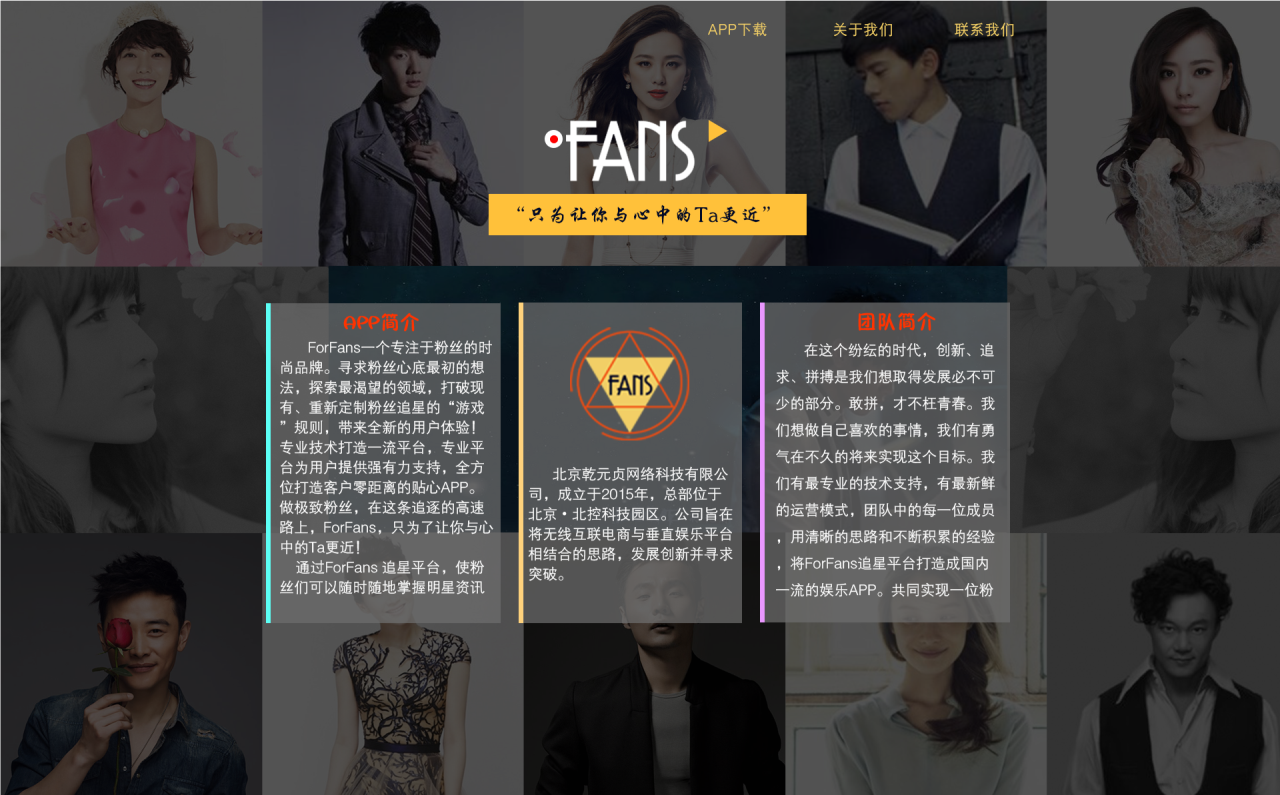 APP下载
关于我们
联系我们
FANS
“只为让你与心中的Ta更近”
APP简介
ForFans一个专注于粉丝的时
尚品牌。寻求粉丝心底最初的想
法，探索最渴望的领域，打破现
有、重新定制粉丝追星的“游戏
”规则，带来全新的用户体验！
专业技术打造一流平台，专业平
台为用户提供强有力支持，全方
位打造客户零距离的贴心APP。
做极致粉丝，在这条追逐的高速
路上，ForFans，只为了让你与心
中的Ta更近！
通过ForFans 追星平台，使粉
丝们可以随时随地掌握明星资讯
FANS
北京乾元贞网络科技有限公
司，成立于2015年，总部位于
北京·北控科技园区。公司旨在
将无线互联电商与垂直娱乐平台
相结合的思路，发展创新并寻求
突破。
团队简介
在这个纷纭的时代，创新、追
求、拼搏是我们想取得发展必不可
少的部分。敢拼，才不枉青春。我
们想做自己喜欢的事情，我们有勇
气在不久的将来实现这个目标。我
们有最专业的技术支持，有最新鲜
的运营模式，团队中的每一位成员
，用清晰的思路和不断积累的经验
，将ForFans追星平台打造成国内
一流的娱乐APP。共同实现一位粉